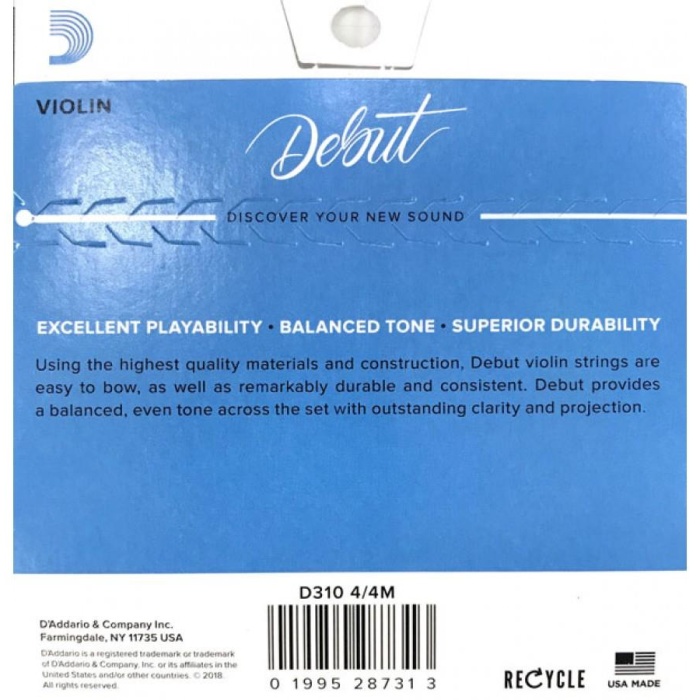 VIOLIN
Debut
DISCOVER YOUR NEW SOUND
EXCELLENT PLAYABILITY • BALANCED TONE • SUPERIOR DURABILITY
Using the highest quality materials and construction, Debut violin strings are
easy to bow, as well as remarkably durable and consistent. Debut provides
a balanced, even tone across the set with outstanding clarity and projection.
D310 4/4M
D'Addario & Company Inc.
Farmingdale, NY 11735 USA
D'Addario is a registered trademark or trademark
of D'Addario & Company, Inc. or its affiliates in the
United States and/or other countries. © 2018.
All rights reserved.
0 1995 28731 3
RECYCLE
USA MADE